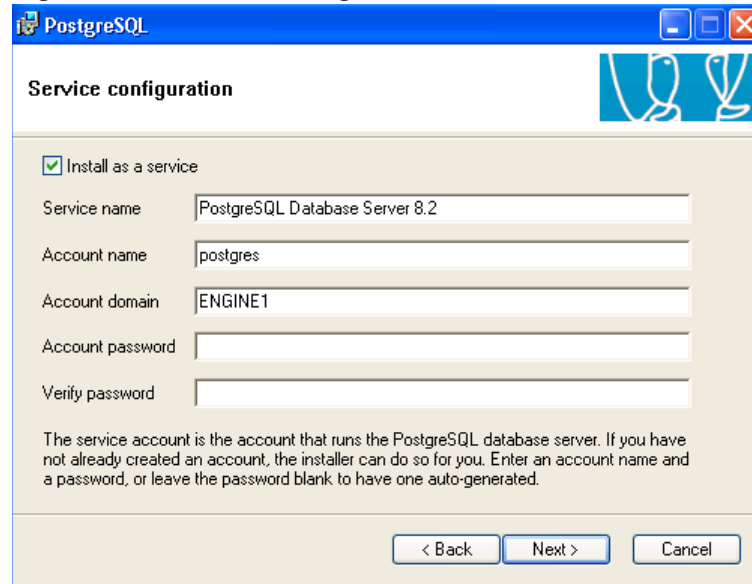 PostgreSQL
Service configuration
Install as a service
Service name PostgreSQL Database Server 8.2
Account name postgres
Account domain ENGINE1
Account password
Verify password
The service account is the account that runs the PostgreSQL database server. If you have
not already created an account, the installer can do so for you. Enter an account name and
a password, or leave the password blank to have one auto-generated.
< Back Next > Cancel